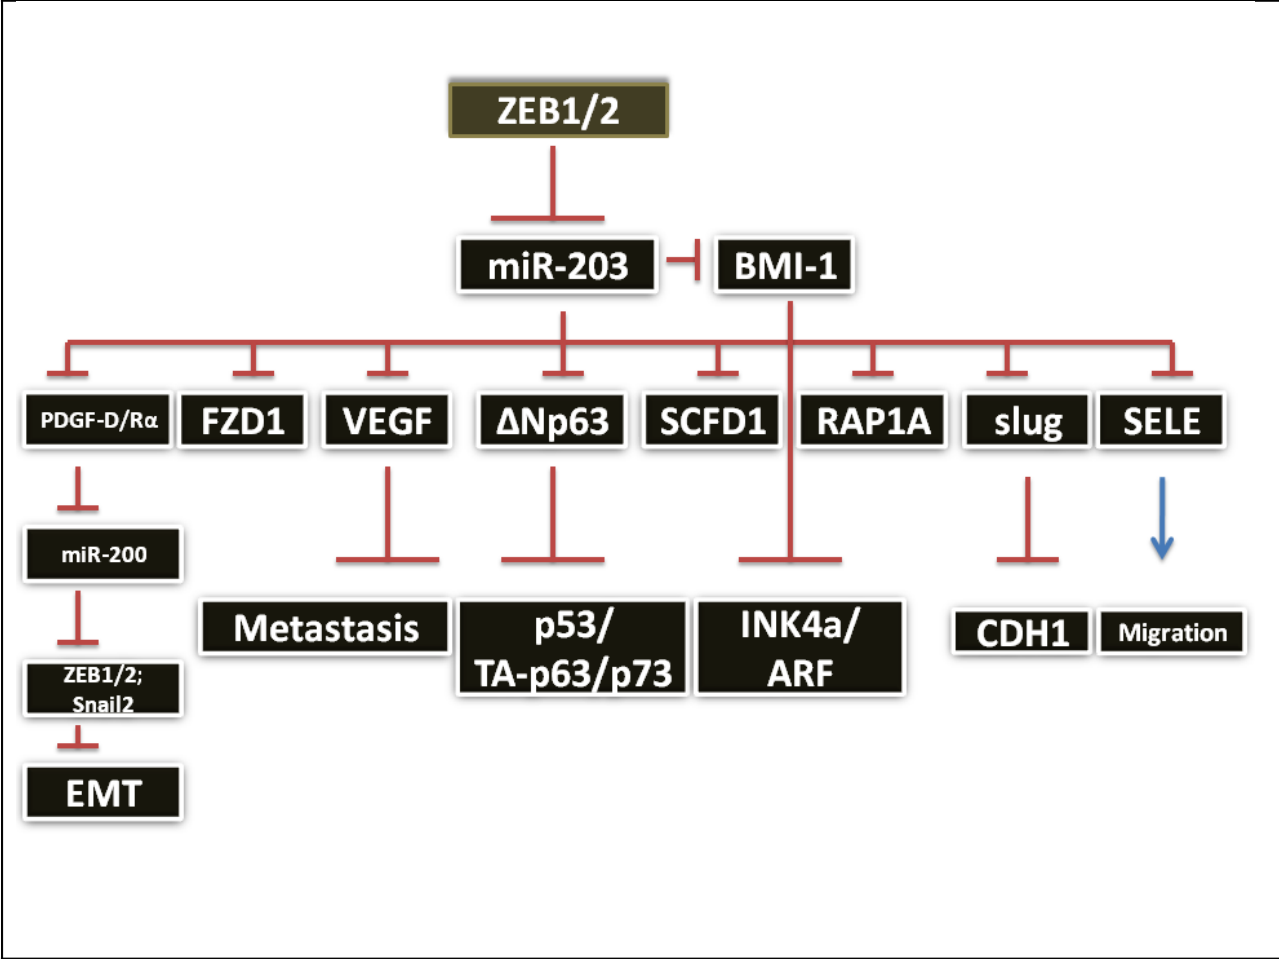 ZEB1/2
miR-203
BMI-1
PDGF-D/Rα
FZD1
VEGF
ΔNp63
SCFD1
RAP1A
slug
SELE
miR-200
Metastasis
p53/
TA-p63/p73
INK4a/
ARF
CDH1
Migration
ZEB1/2;
Snail2
EMT